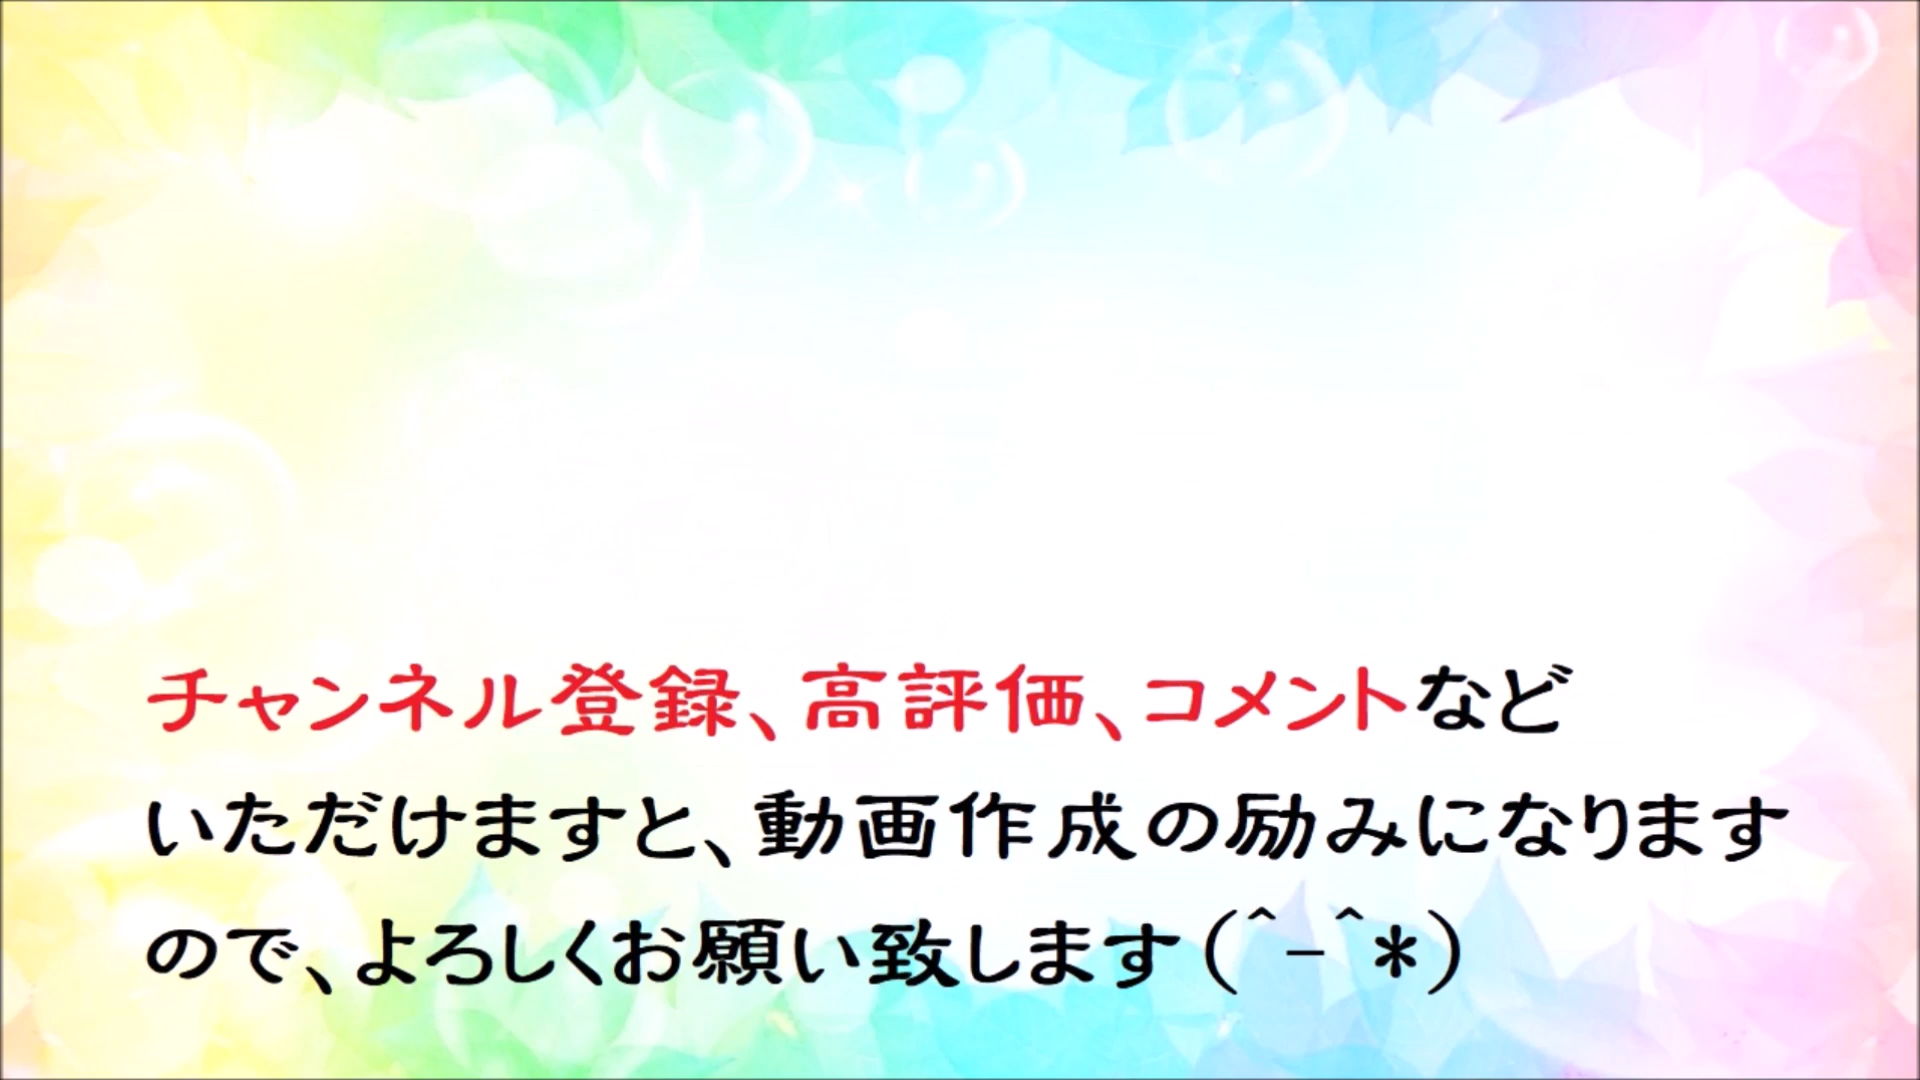 チャンネル登録、高評価、コメントなど
いただけますと、動画作成の励みになります
ので、よろしくお願い致します(^-^*)